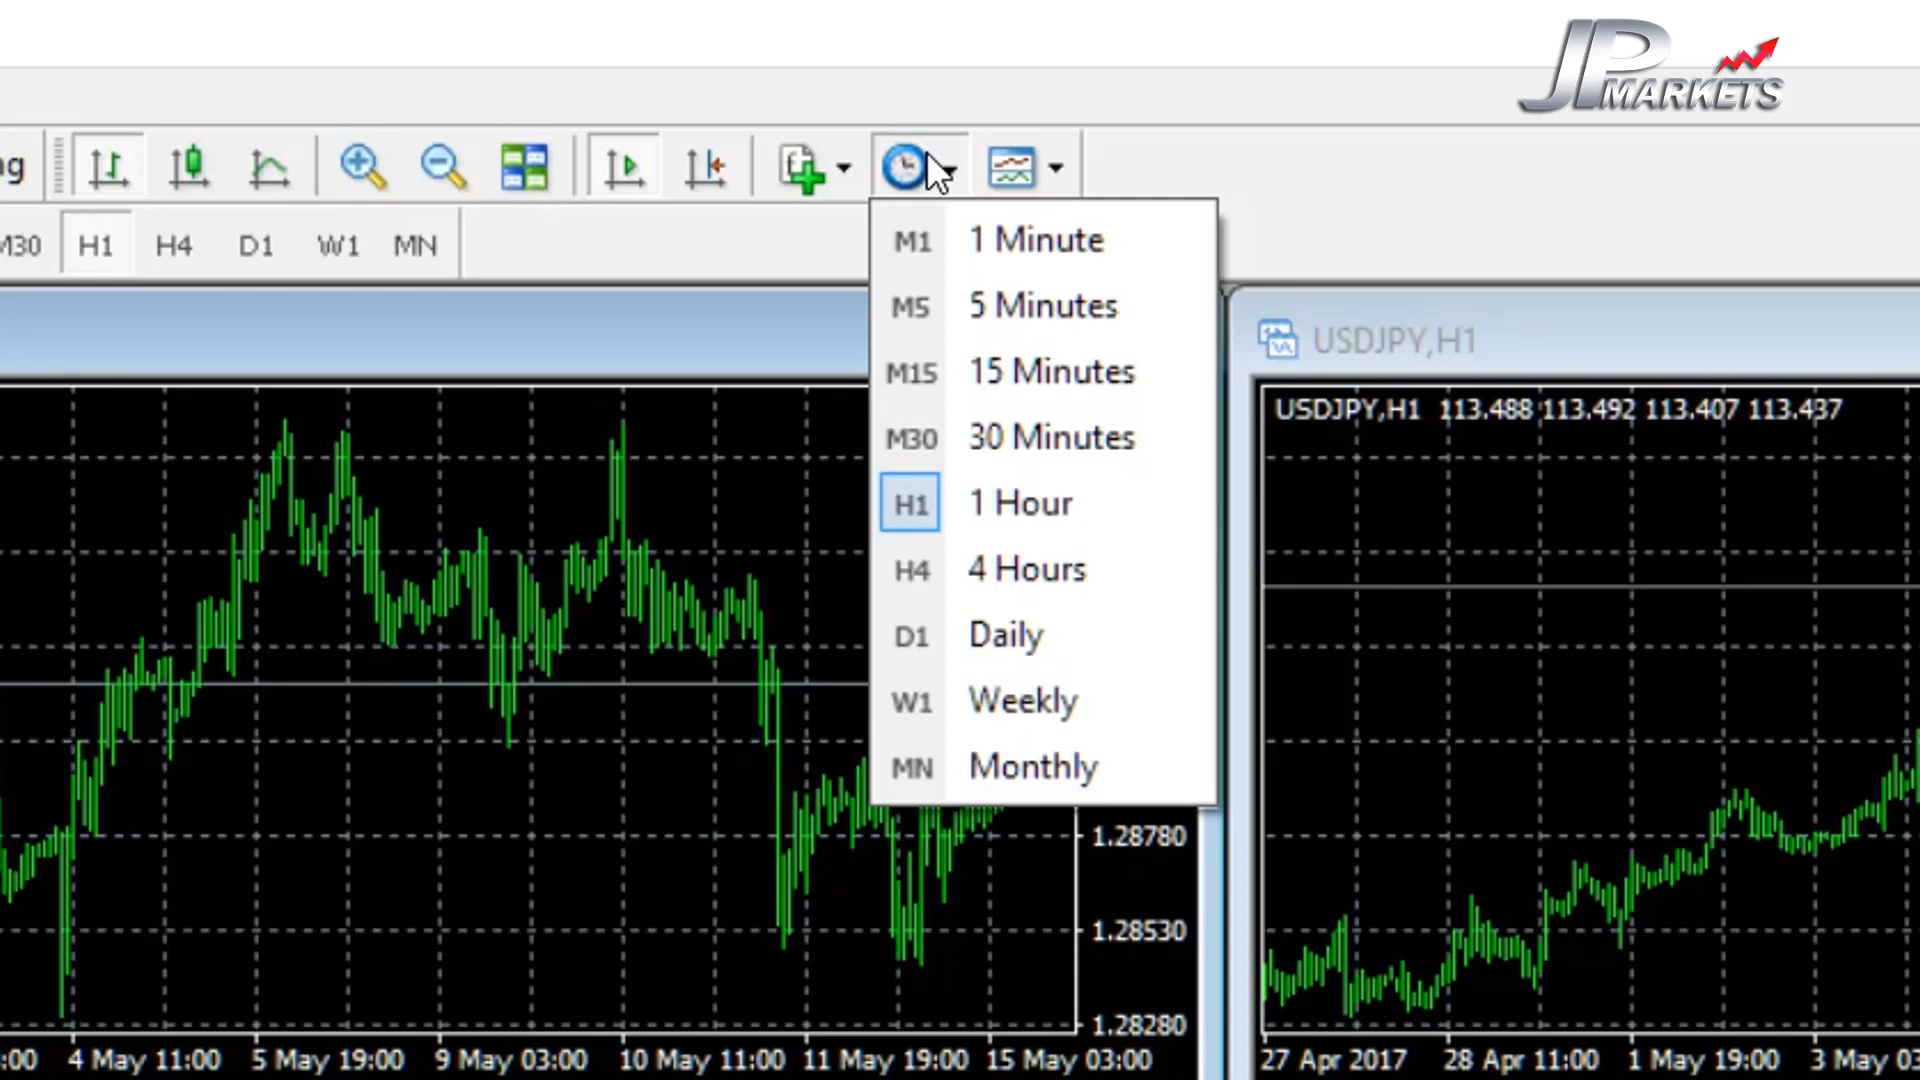 JP MARKETS
M30 H1 H4 D1 W1 MN
M1 1 Minute
M5 5 Minutes
M15 15 Minutes
M30 30 Minutes
H1 1 Hour
H4 4 Hours
D1 Daily
W1 Weekly
MN Monthly
1.28780
1.28530
1.28280
4 May 11:00 5 May 19:00 9 May 03:00 10 May 11:00 11 May 19:00 15 May 03:00
USDJPY,H1
USDJPY,H1 113.488 113.492 113.407 113.437
27 Apr 2017 28 Apr 11:00 1 May 19:00 3 May